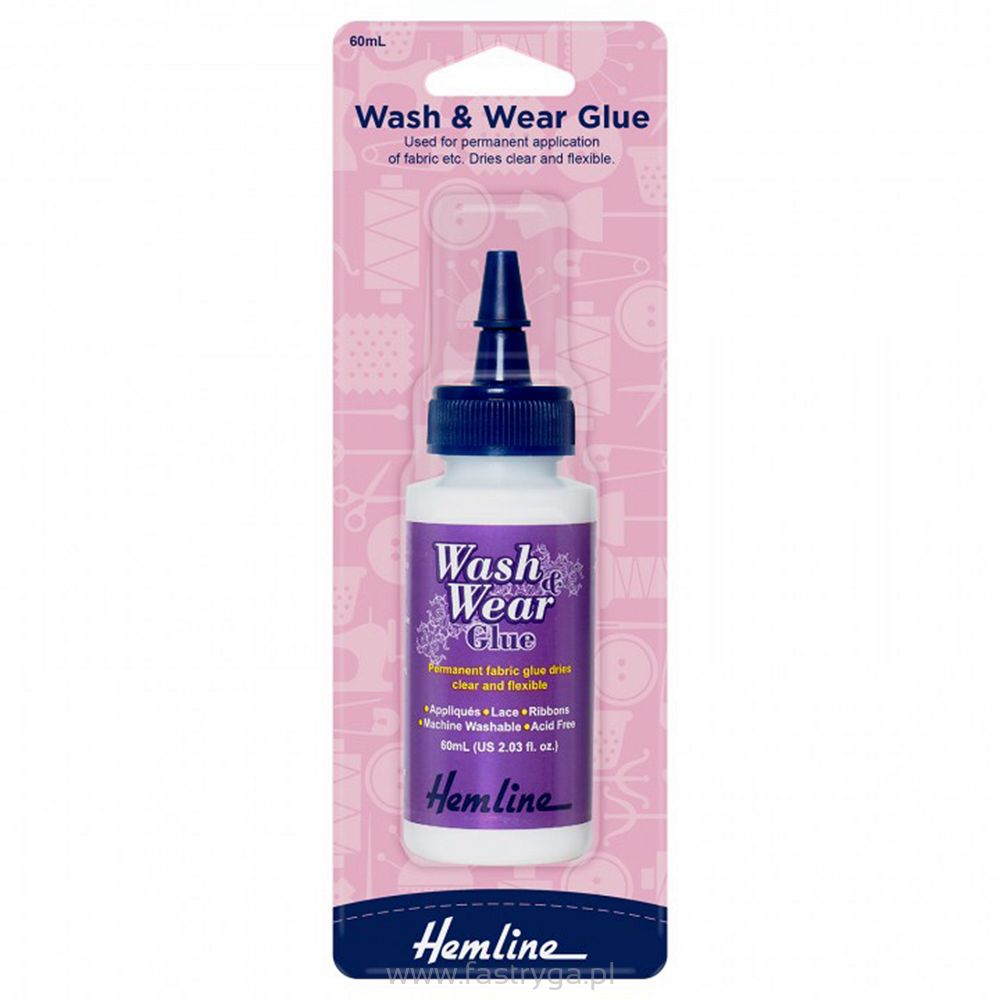 60mL
Wash & Wear Glue
Used for permanent application
of fabric etc. Dries clear and flexible.
Wash &
Wear
Glue
Permanent fabric glue dries
clear and flexible
•Appliqués •Lace •Ribbons
•Machine Washable •Acid Free
60mL (US 2.03 fl. oz.)
Hemline
Hemline
www.fastryga.pl